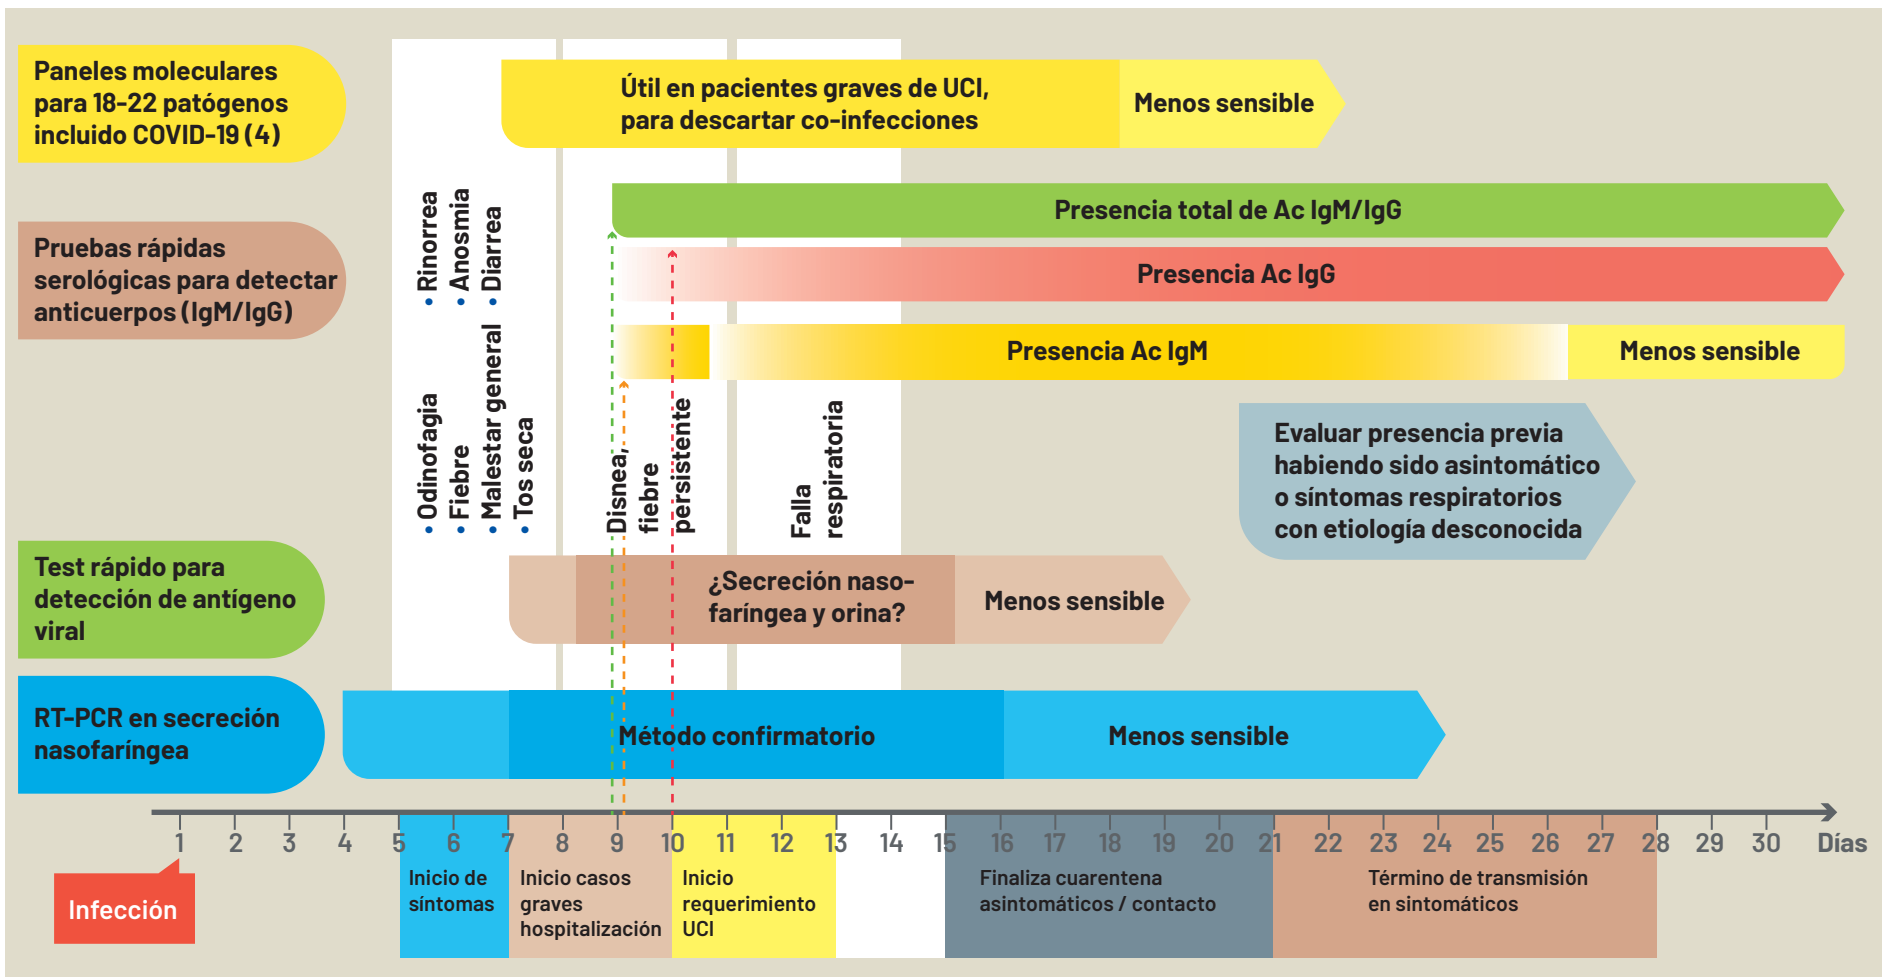 Paneles moleculares
para 18-22 patógenos
incluido COVID-19 (4)
Útil en pacientes graves de UCI,
para descartar co-infecciones
Menos sensible
Pruebas rápidas
serológicas para detectar
anticuerpos (IgM/IgG)
• Rinorrea
• Anosmia
• Diarrea
Presencia total de Ac IgM/IgG
Presencia Ac IgG
Presencia Ac IgM
Menos sensible
• Odinofagia
• Fiebre
• Malestar general
• Tos seca
Disnea,
fiebre
persistente
Falla
respiratoria
Evaluar presencia previa
habiendo sido asintomático
o síntomas respiratorios
con etiología desconocida
Test rápido para
detección de antígeno
viral
¿Secreción naso-
faríngea y orina?
Menos sensible
RT-PCR en secreción
nasofaríngea
Método confirmatorio
Menos sensible
1 2 3 4 5 6 7 8 9 10 11 12 13 14 15 16 17 18 19 20 21 22 23 24 25 26 27 28 29 30 Días
Infección
Inicio de
síntomas
Inicio casos
graves
hospitalización
Inicio
requerimiento
UCI
Finaliza cuarentena
asintomáticos / contacto
Término de transmisión
en sintomáticos